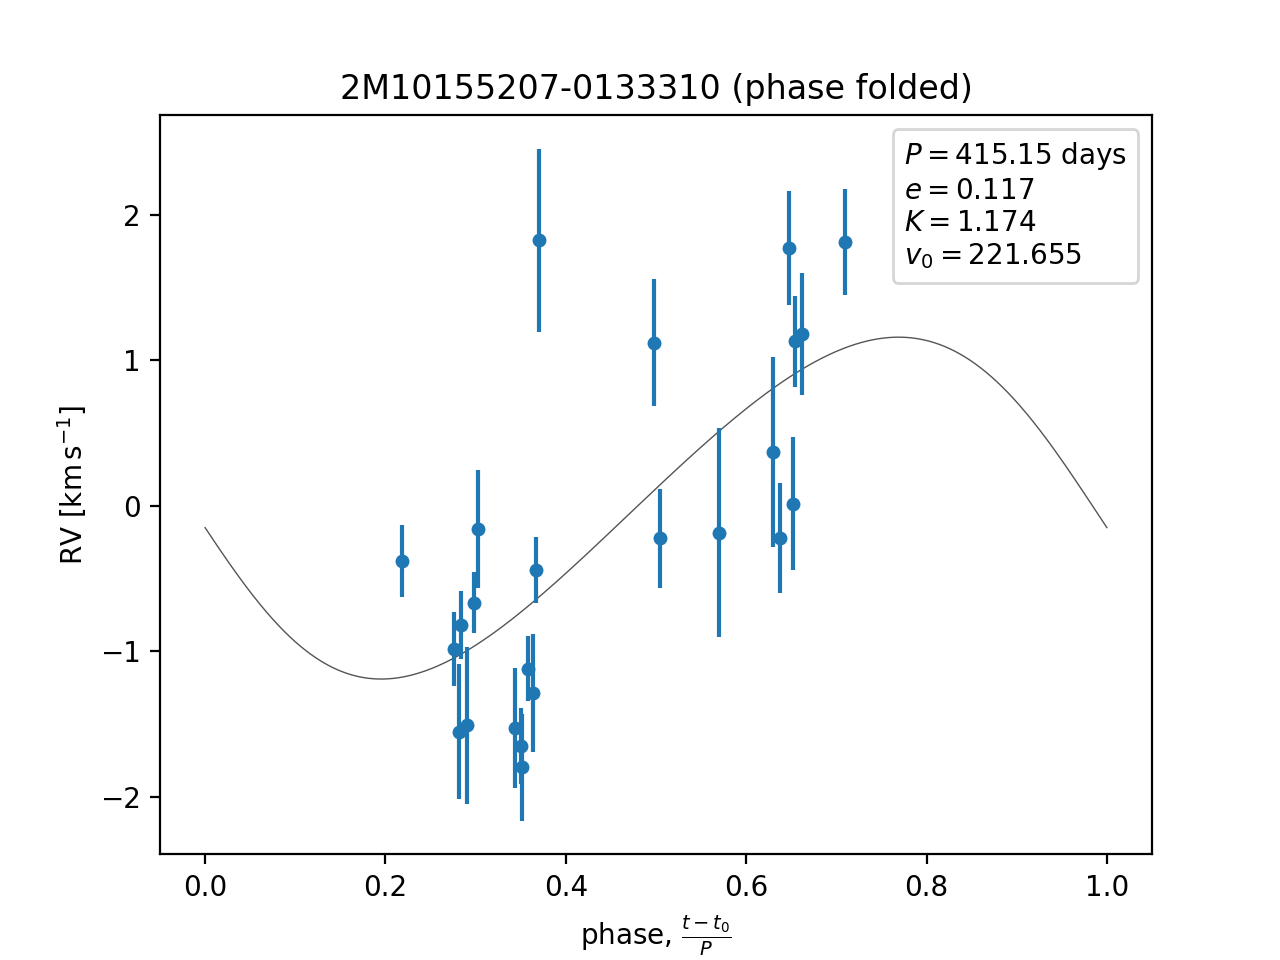 2M10155207-0133310 (phase folded)
P = 415.15 days
e = 0.117
K = 1.174
v₀ = 221.655
RV [km s⁻¹]
2
1
0
−1
−2
0.0 0.2 0.4 0.6 0.8 1.0
phase, (t − t₀)/P